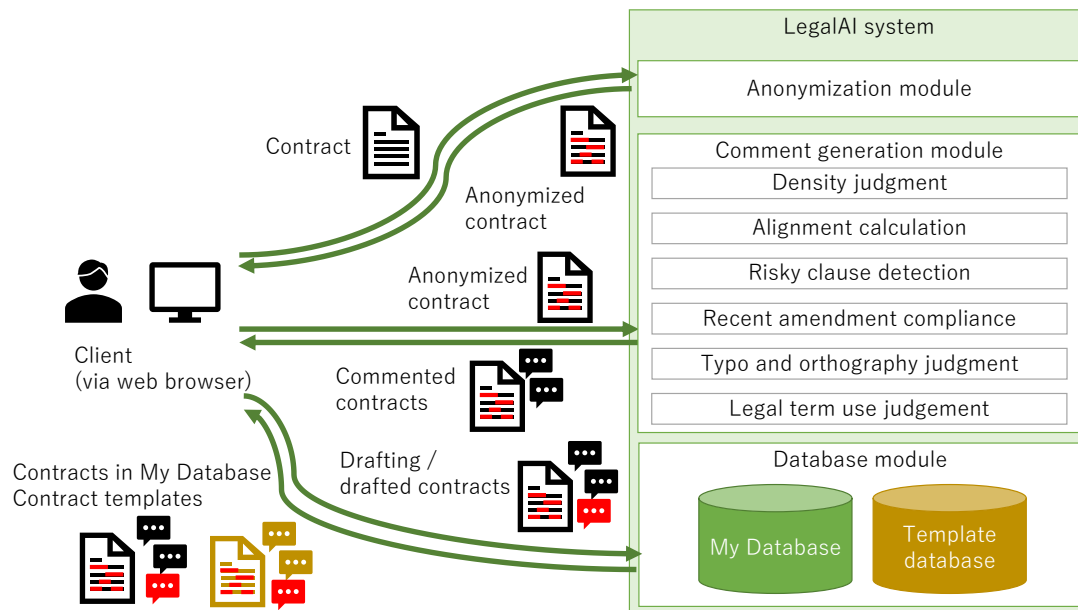 LegalAI system
Anonymization module
Contract
Anonymized
contract
Comment generation module
Density judgment
Alignment calculation
Risky clause detection
Recent amendment compliance
Typo and orthography judgment
Legal term use judgement
Anonymized
contract
Client
(via web browser)
Commented
contracts
Drafting /
drafted contracts
Contracts in My Database
Contract templates
Database module
My Database
Template
database